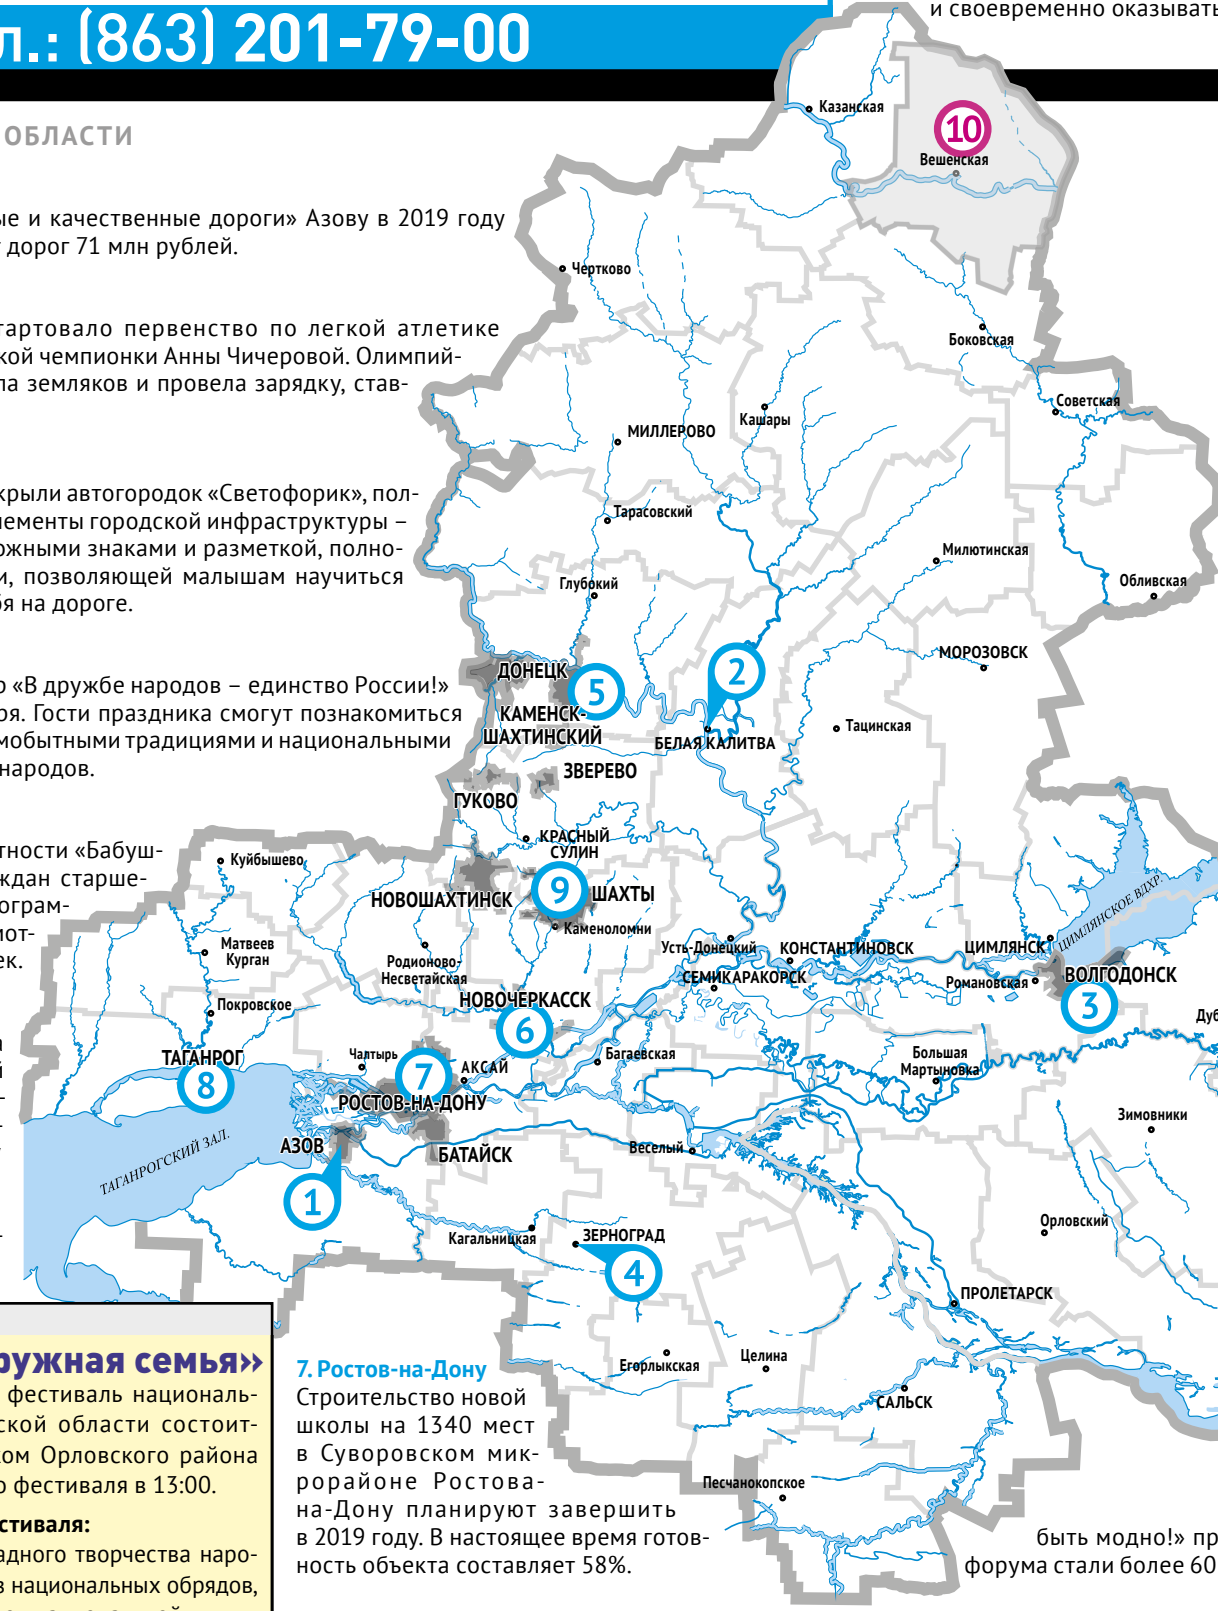 и своевременно оказывать
л.: (863) 201-79-00
ОБЛАСТИ
ые и качественные дороги» Азову в 2019 году
дорог 71 млн рублей.
тартовало первенство по легкой атлетике
кой чемпионки Анны Чичеровой. Олимпий-
ла земляков и провела зарядку, став-
крыли автогородок «Светофорик», пол-
лементы городской инфраструктуры –
ожными знаками и разметкой, полно-
и, позволяющей малышам научиться
бя на дороге.
р «В дружбе народов – единство России!»
ря. Гости праздника смогут познакомиться
мобытными традициями и национальными
народов.
тности «Бабуш-
ждан старше-
ограм-
мот-
ек.
а
й
Казанская
10
Вешенская
Чертково
Боковская
Советская
Кашары
МИЛЛЕРОВО
Тарасовский
Милютинская
Глубокий
Обливская
МОРОЗОВСК
ДОНЕЦК
5
2
КАМЕНСК-
ШАХТИНСКИЙ
Тацинская
БЕЛАЯ КАЛИТВА
ЗВЕРЕВО
ГУКОВО
КРАСНЫЙ
СУЛИН
Куйбышево
9
ШАХТЫ
НОВОШАХТИНСК
ЦИМЛЯНСКОЕ ВДХР.
Каменоломни
Матвеев
Курган
Усть-Донецкий
КОНСТАНТИНОВСК
ЦИМЛЯНСК
Родионово-
Несветайская
СЕМИКАРАКОРСК
Романовская
ВОЛГОДОНСК
3
НОВОЧЕРКАССК
6
Покровское
Дуб
ТАГАНРОГ
8
Чалтырь
7
АКСАЙ
Багаевская
Большая
Мартыновка
РОСТОВ-НА-ДОНУ
Зимовники
ТАГАНРОГСКИЙ ЗАЛ.
АЗОВ
БАТАЙСК
Веселый
1
Орловский
Кагальницкая
ЗЕРНОГРАД
4
ПРОЛЕТАРСК
Егорлыкская
Целина
САЛЬСК
Песчанокопское
ружная семья»
фестиваль националь-
ской области состоит-
ком Орловского района
о фестиваля в 13:00.
стиваля:
адного творчества наро-
в национальных обрядов,
7. Ростов-на-Дону
Строительство новой
школы на 1340 мест
в Суворовском мик-
рорайоне Ростова-
на-Дону планируют завершить
в 2019 году. В настоящее время готов-
ность объекта составляет 58%.
быть модно!» пр
форума стали более 60